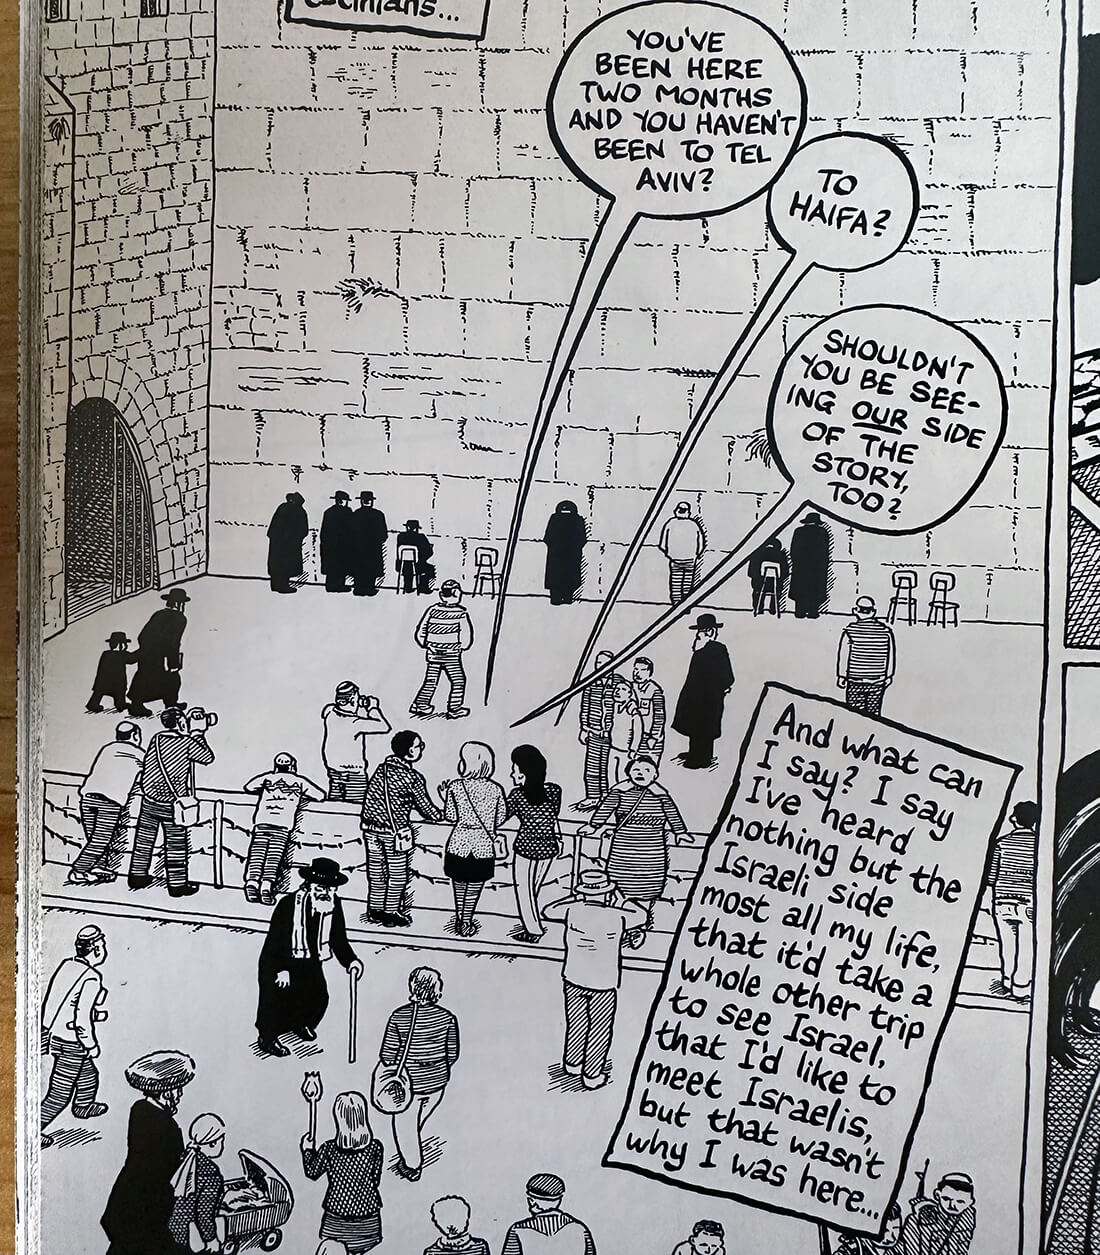 YOU'VE
BEEN HERE
TWO MONTHS
AND YOU HAVEN'T
BEEN TO TEL
AVIV?
TO
HAIFA?
SHOULDN'T
YOU BE SEE-
ING OUR SIDE
OF THE
STORY,
TOO?
And what can
I say? I say
I've heard
nothing but the
Israeli side
most all my life,
that it'd take a
whole other trip
to see Israel,
that I'd like to
meet Israelis,
but that wasn't
why I was here...